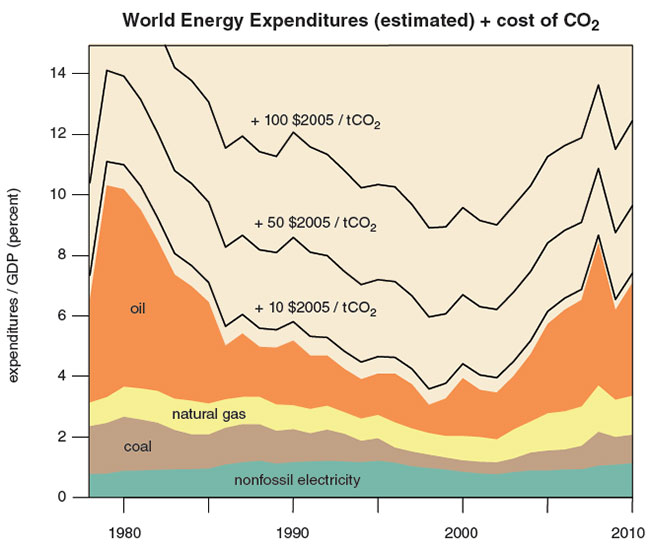 World Energy Expenditures (estimated) + cost of CO₂
expenditures / GDP (percent)
14
12
10
8
6
4
2
0
+ 100 $2005 / tCO₂
+ 50 $2005 / tCO₂
+ 10 $2005 / tCO₂
oil
natural gas
coal
nonfossil electricity
1980
1990
2000
2010